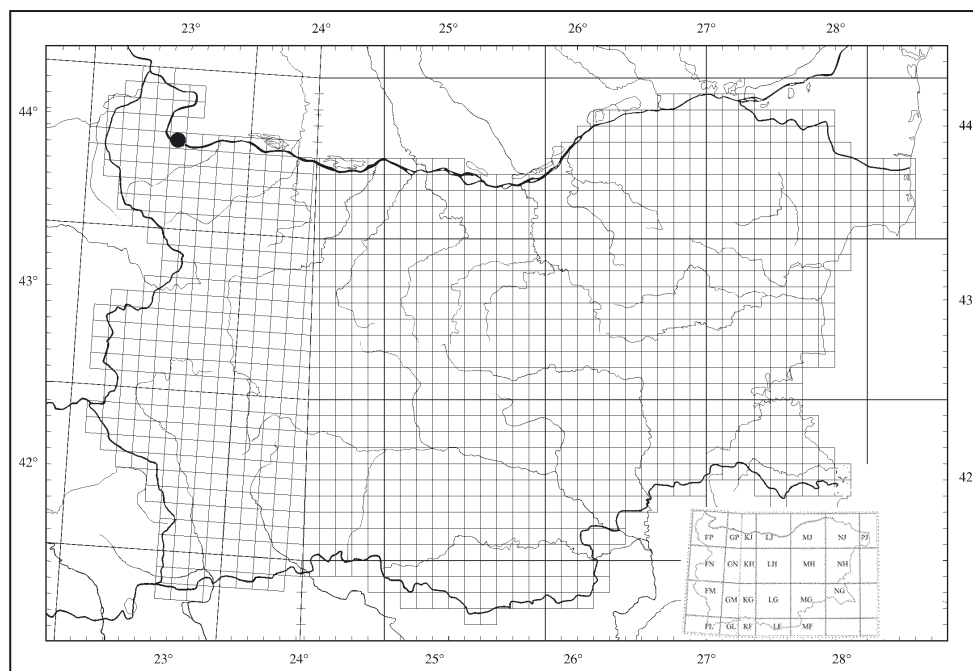 23° 24° 25° 26° 27° 28°
44° 44
43° 43
42° 42
FP GP KJ LJ MJ NJ PJ
FN GN KH LH MH NH
FM GM KG LG MG NG
FL GL KF LF MF
23° 24° 25° 26° 27° 28°